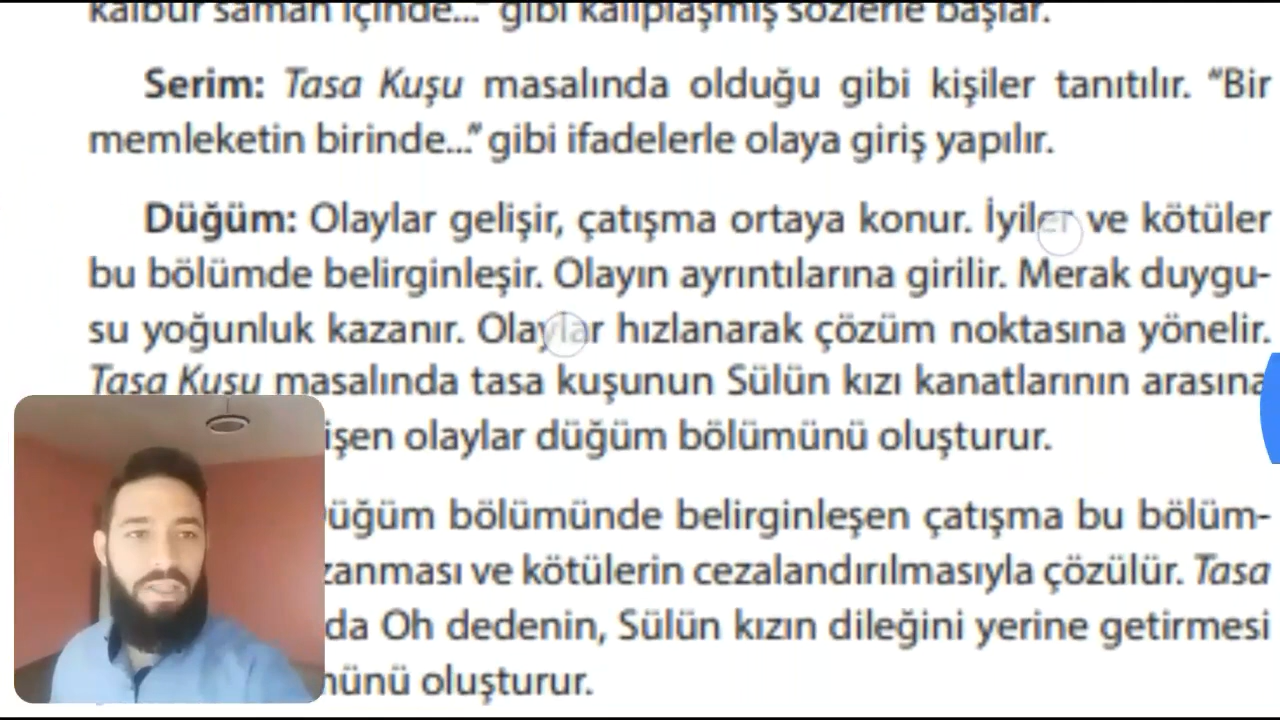 kalbur saman içinde..." gibi kalıplaşmış sözlerle başlar.
Serim: Tasa Kuşu masalında olduğu gibi kişiler tanıtılır. "Bir
memleketin birinde..." gibi ifadelerle olaya giriş yapılır.
Düğüm: Olaylar gelişir, çatışma ortaya konur. İyiler ve kötüler
bu bölümde belirginleşir. Olayın ayrıntılarına girilir. Merak duygu-
su yoğunluk kazanır. Olaylar hızlanarak çözüm noktasına yönelir.
Tasa Kuşu masalında tasa kuşunun Sülün kızı kanatlarının arasına
işen olaylar düğüm bölümünü oluşturur.
üğüm bölümünde belirginleşen çatışma bu bölüm-
zanması ve kötülerin cezalandırılmasıyla çözülür. Tasa
da Oh dedenin, Sülün kızın dileğini yerine getirmesi
münü oluşturur.